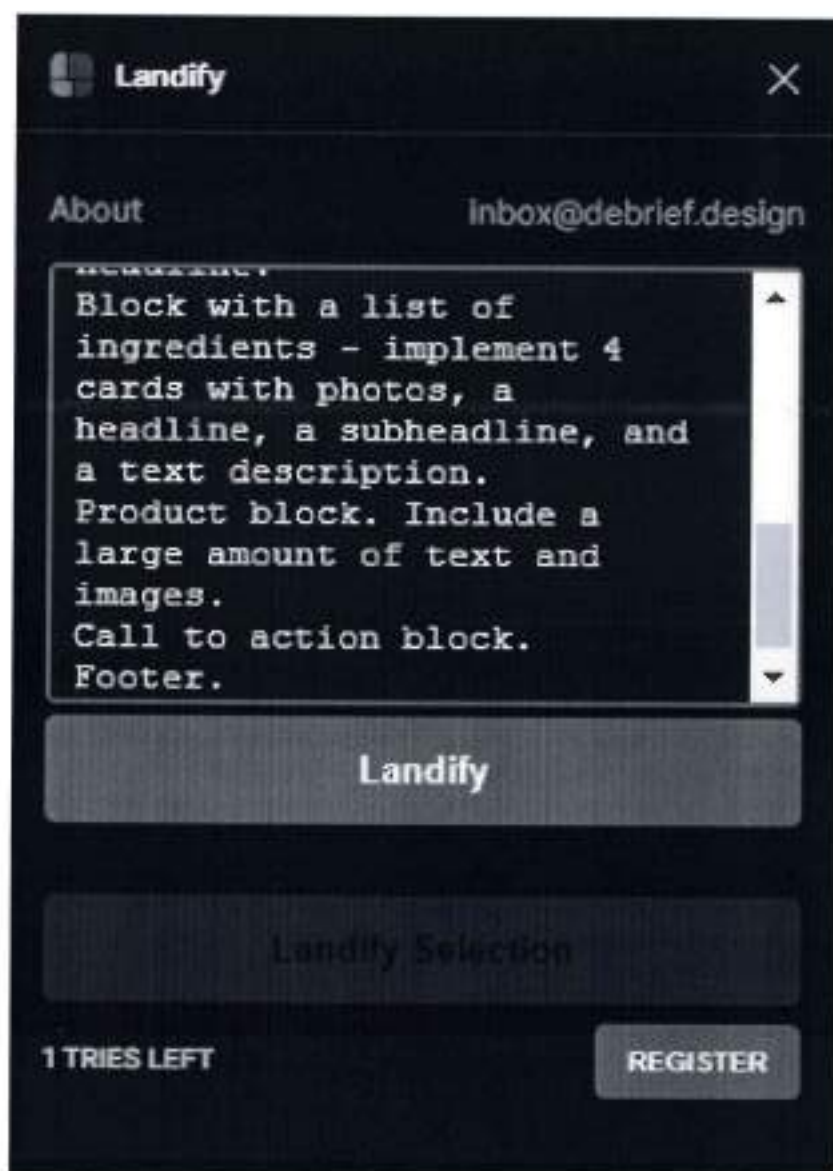 Landify
About
inbox@debrief.design
headline.
Block with a list of
ingredients - implement 4
cards with photos, a
headline, a subheadline, and
a text description.
Product block. Include a
large amount of text and
images.
Call to action block.
Footer.
Landify
Landify Selection
1 TRIES LEFT
REGISTER